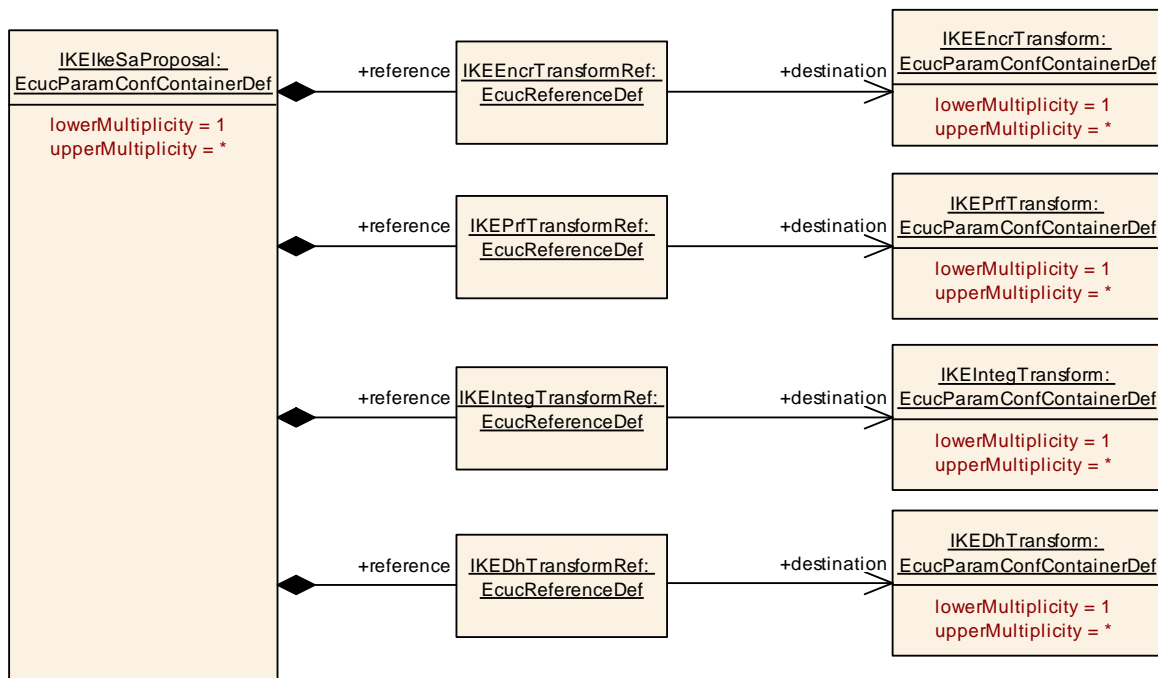 IKEIkeSaProposal:
EcucParamConfContainerDef
lowerMultiplicity = 1
upperMultiplicity = *
+reference
IKEEncrTransformRef:
EcucReferenceDef
+destination
IKEEncrTransform:
EcucParamConfContainerDef
lowerMultiplicity = 1
upperMultiplicity = *
+reference
IKEPrfTransformRef:
EcucReferenceDef
+destination
IKEPrfTransform:
EcucParamConfContainerDef
lowerMultiplicity = 1
upperMultiplicity = *
+reference
IKEIntegTransformRef:
EcucReferenceDef
+destination
IKEIntegTransform:
EcucParamConfContainerDef
lowerMultiplicity = 1
upperMultiplicity = *
+reference
IKEDhTransformRef:
EcucReferenceDef
+destination
IKEDhTransform:
EcucParamConfContainerDef
lowerMultiplicity = 1
upperMultiplicity = *